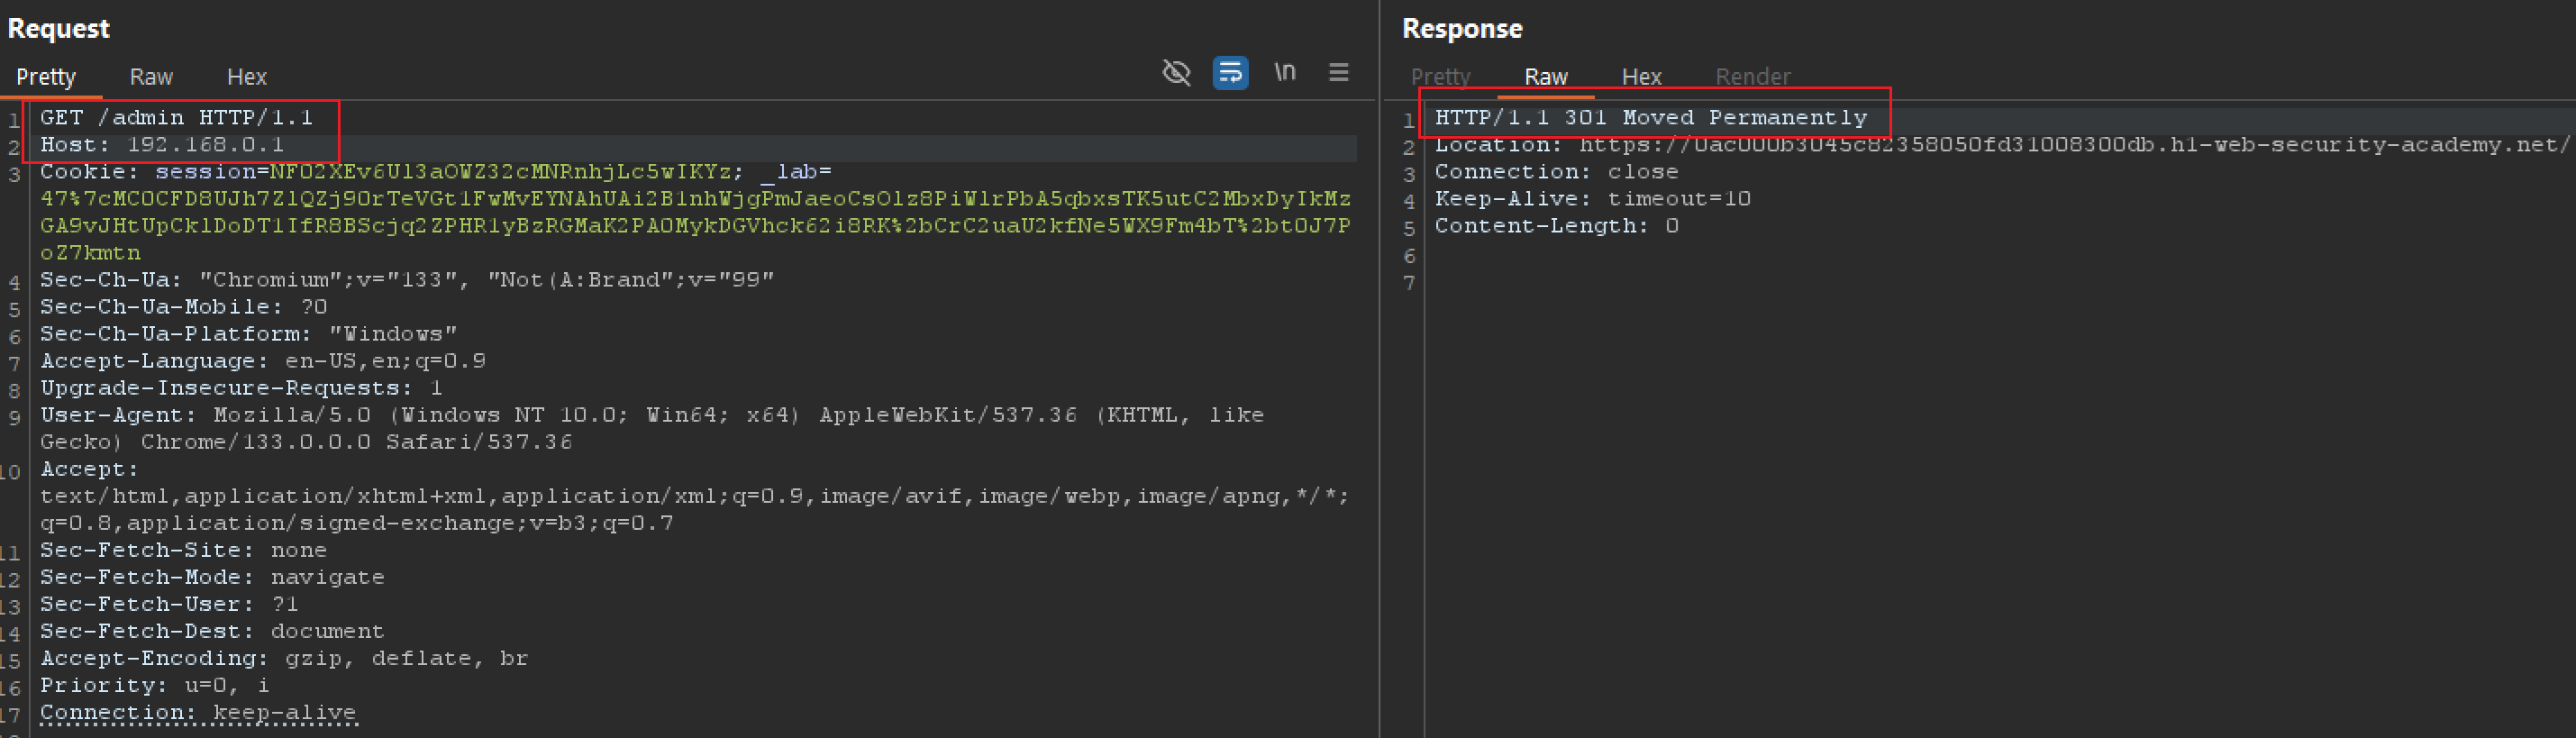 Request
Pretty Raw Hex \n
1 GET /admin HTTP/1.1
2 Host: 192.168.0.1
3 Cookie: session=NFO2XEv6Ul3aOWZ32cMNRnhjLc5wIKYz; _lab=
47%7cMC0CFD8UJh7ZlQZj9OrTeVGt1FwMvEYNAhUAi2B1nhWjgPmJaeoCsOlz8PiWlrPbA5qbxsTK5utC2MbxDyIkMz
GA9vJHtUpCklDoDT1IfR8BScjq2ZPHR1yBzRGMaK2PA0MykDGVhck62i8RK%2bCrC2uaU2kfNe5WX9Fm4bT%2btOJ7P
oZ7kmtn
4 Sec-Ch-Ua: "Chromium";v="133", "Not(A:Brand";v="99"
5 Sec-Ch-Ua-Mobile: ?0
6 Sec-Ch-Ua-Platform: "Windows"
7 Accept-Language: en-US,en;q=0.9
8 Upgrade-Insecure-Requests: 1
9 User-Agent: Mozilla/5.0 (Windows NT 10.0; Win64; x64) AppleWebKit/537.36 (KHTML, like
Gecko) Chrome/133.0.0.0 Safari/537.36
10 Accept:
text/html,application/xhtml+xml,application/xml;q=0.9,image/avif,image/webp,image/apng,*/*;
q=0.8,application/signed-exchange;v=b3;q=0.7
11 Sec-Fetch-Site: none
12 Sec-Fetch-Mode: navigate
13 Sec-Fetch-User: ?1
14 Sec-Fetch-Dest: document
15 Accept-Encoding: gzip, deflate, br
16 Priority: u=0, i
17 Connection: keep-alive
Response
Pretty Raw Hex Render
1 HTTP/1.1 301 Moved Permanently
2 Location: https://0ac000b3045c82358050fd31008300db.h1-web-security-academy.net/
3 Connection: close
4 Keep-Alive: timeout=10
5 Content-Length: 0
6
7